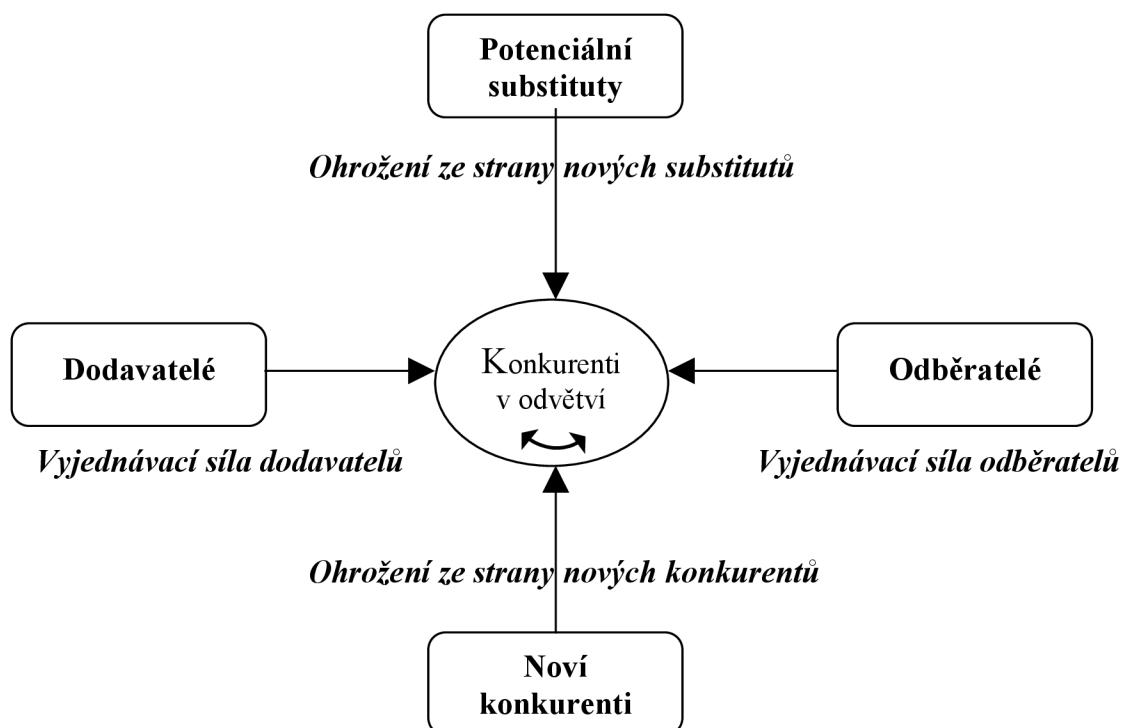 Potenciální
substituty
Ohrožení ze strany nových substitutů
Dodavatelé
Konkurenti
v odvětví
Odběratelé
Vyjednávací síla dodavatelů
Vyjednávací síla odběratelů
Ohrožení ze strany nových konkurentů
Noví
konkurenti